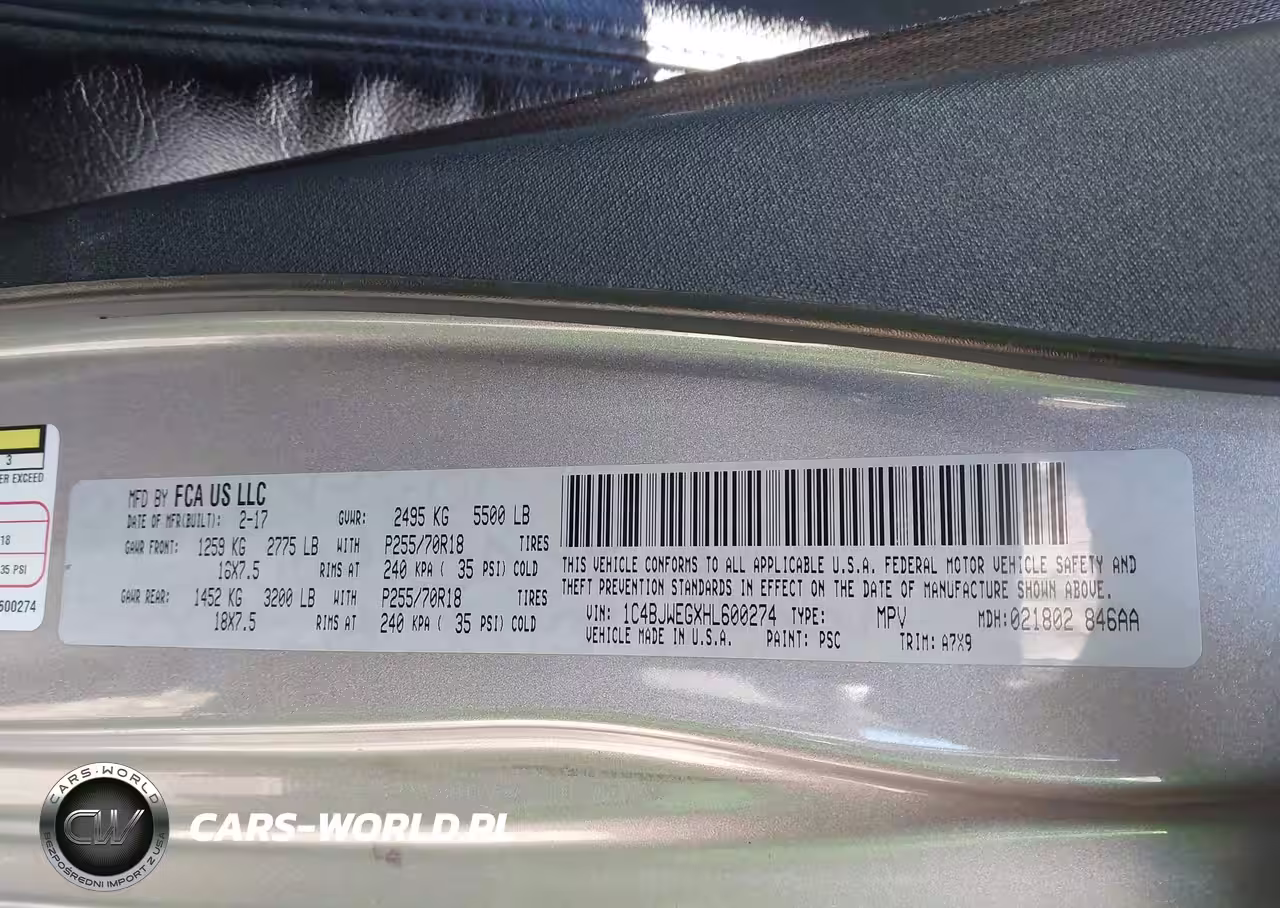 3
ER EXCEED
18
35 PSI
600274
MFD BY FCA US LLC
DATE OF MFR(BUILT): 2-17 GVWR: 2495 KG 5500 LB
GAWR FRONT: 1259 KG 2775 LB WITH P255/70R18 TIRES
16X7.5 RIMS AT 240 KPA ( 35 PSI) COLD
GAWR REAR: 1452 KG 3200 LB WITH P255/70R18 TIRES
18X7.5 RIMS AT 240 KPA ( 35 PSI) COLD
THIS VEHICLE CONFORMS TO ALL APPLICABLE U.S.A. FEDERAL MOTOR VEHICLE SAFETY AND
THEFT PREVENTION STANDARDS IN EFFECT ON THE DATE OF MANUFACTURE SHOWN ABOVE.
VIN: 1C4BJWEGXHL600274 TYPE: MPV MDH:021802 846AA
VEHICLE MADE IN U.S.A. PAINT: PSC TRIM: A7X9
CARS-WORLD
CW
BEZPOŚREDNI IMPORT Z USA
CARS-WORLD.PL